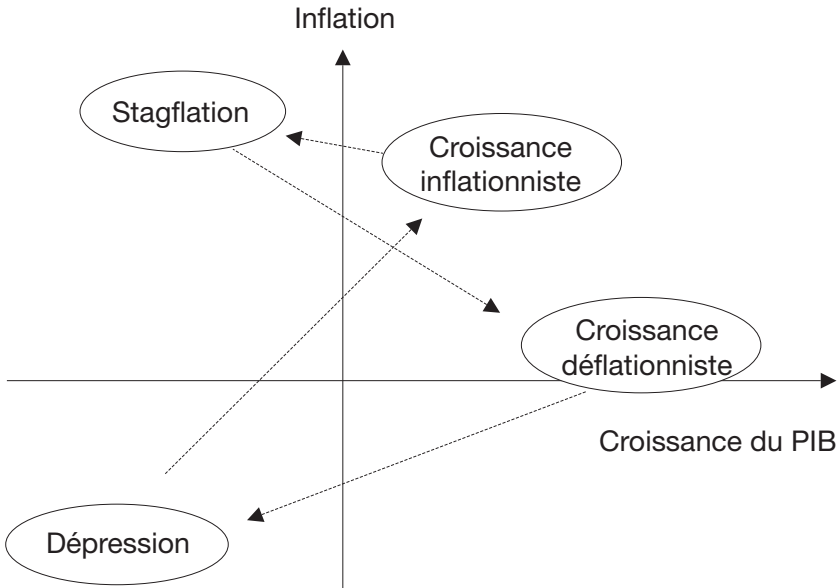 Inflation
Stagflation
Croissance
inflationniste
Croissance
déflationniste
Croissance du PIB
Dépression